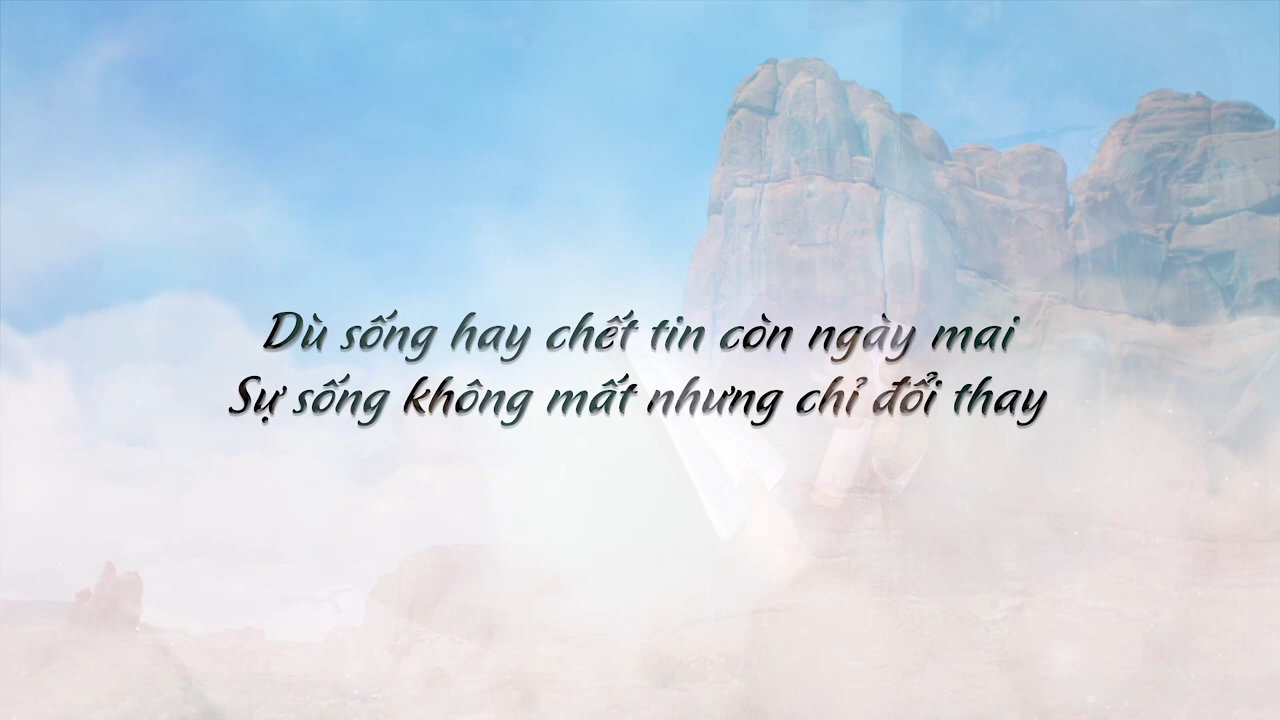 Dù sống hay chết tin còn ngày mai
Sự sống không mất nhưng chỉ đổi thay